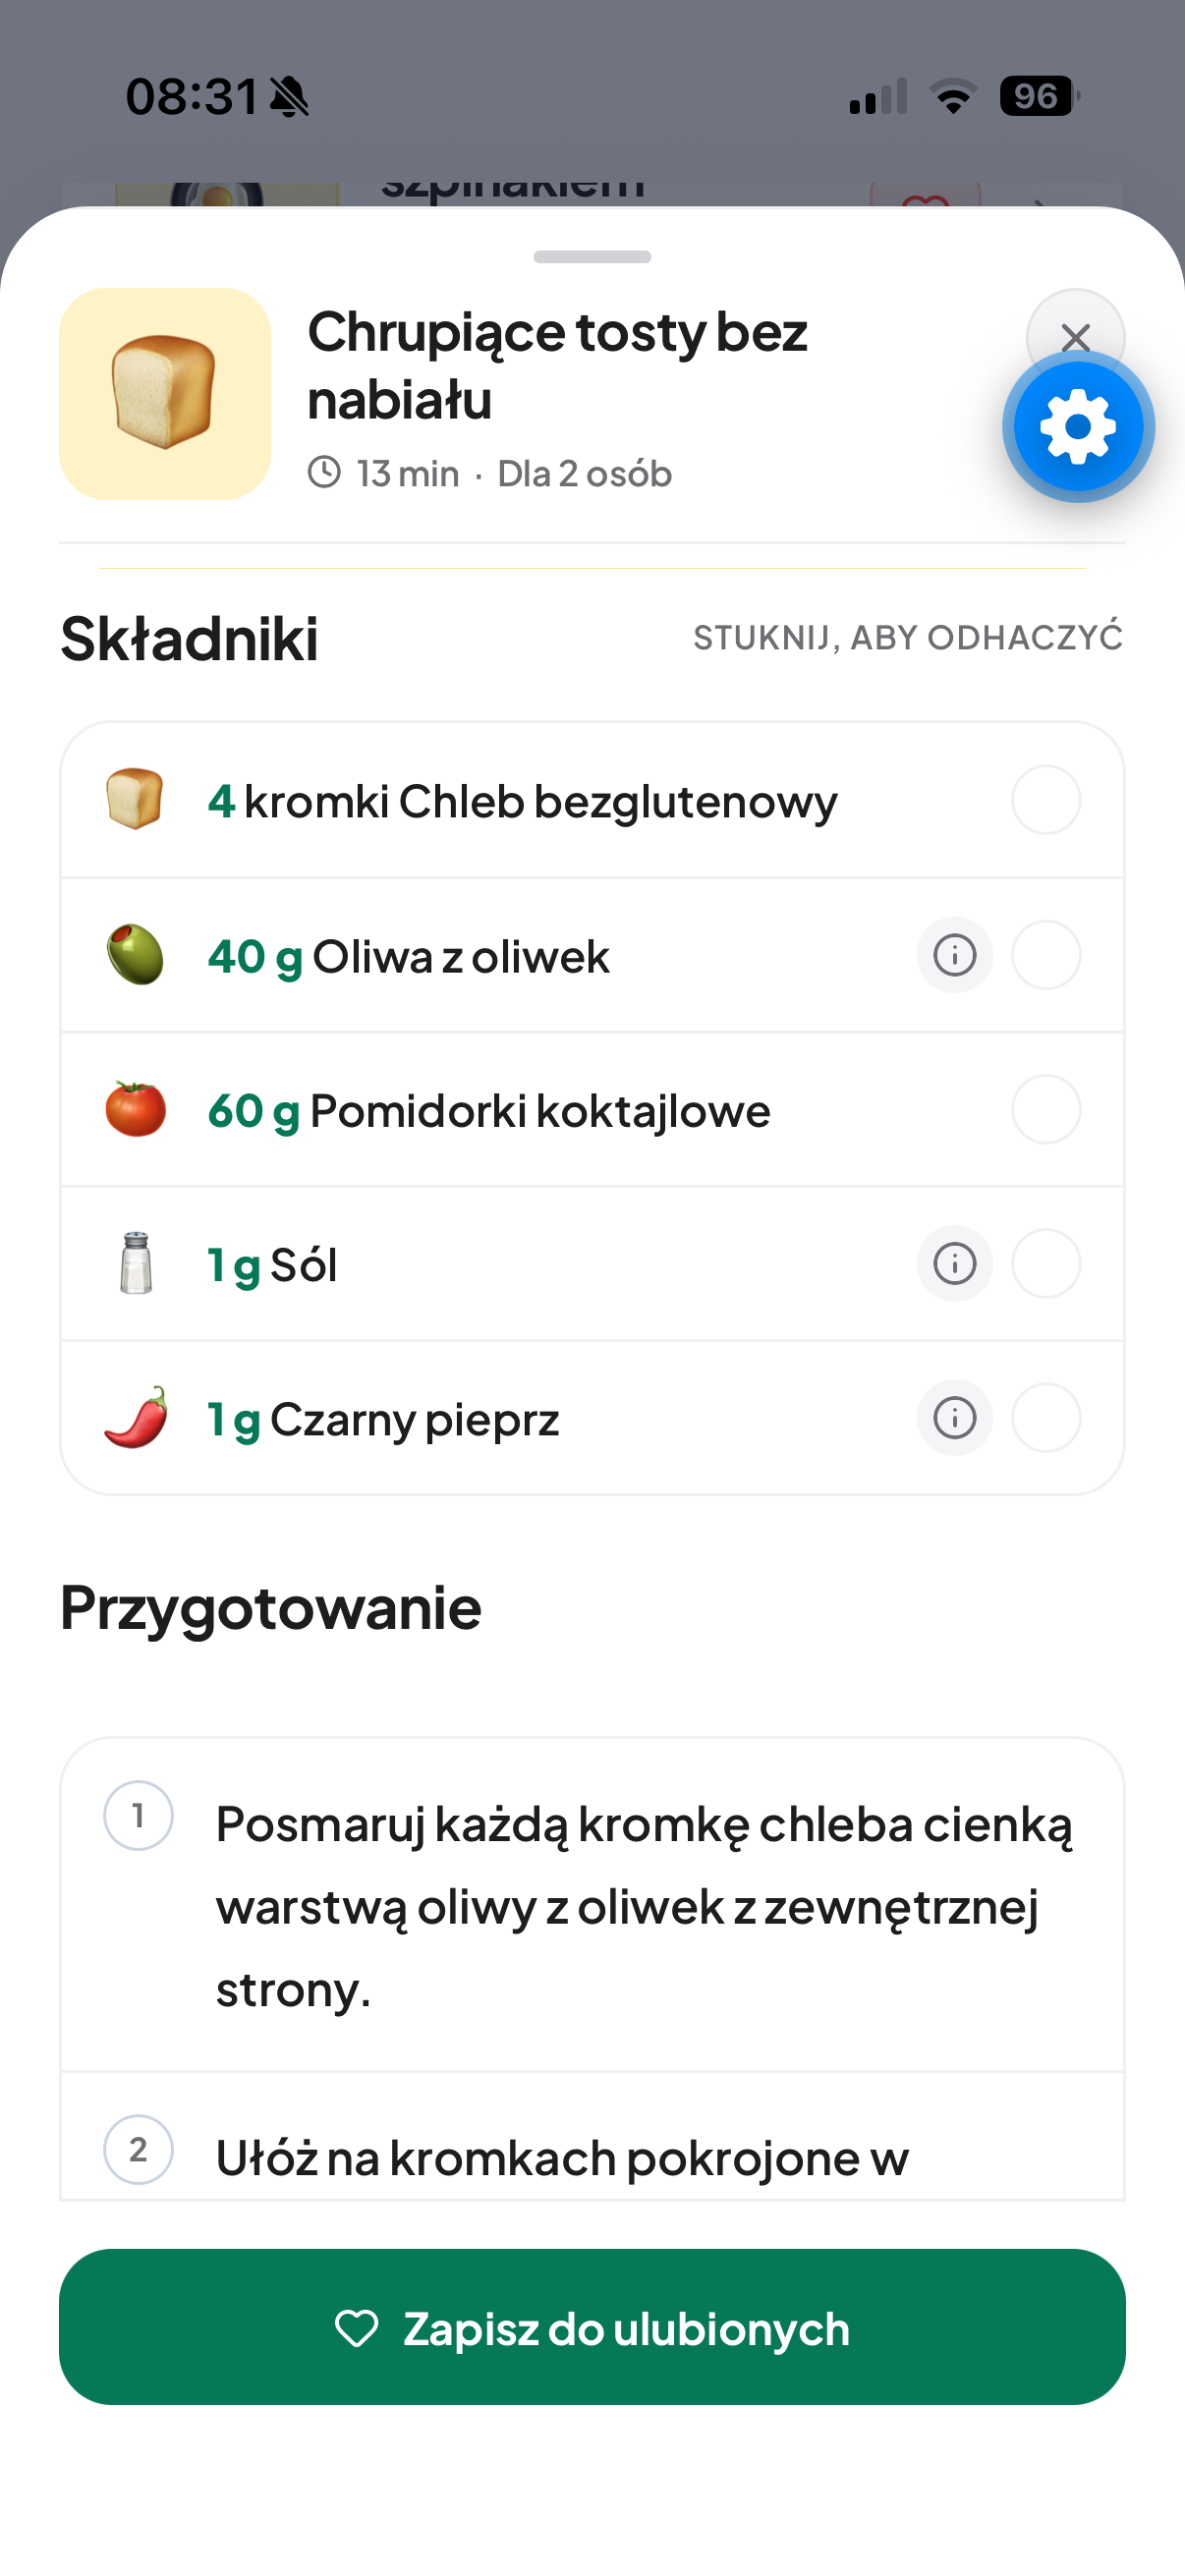 08:31
96
szpinakiem
Chrupiące tosty bez
nabiału
13 min · Dla 2 osób
Składniki
STUKNIJ, ABY ODHACZYĆ
4 kromki Chleb bezglutenowy
40 g Oliwa z oliwek
60 g Pomidorki koktajlowe
1 g Sól
1 g Czarny pieprz
Przygotowanie
1
Posmaruj każdą kromkę chleba cienką
warstwą oliwy z oliwek z zewnętrznej
strony.
2
Ułóż na kromkach pokrojone w
Zapisz do ulubionych